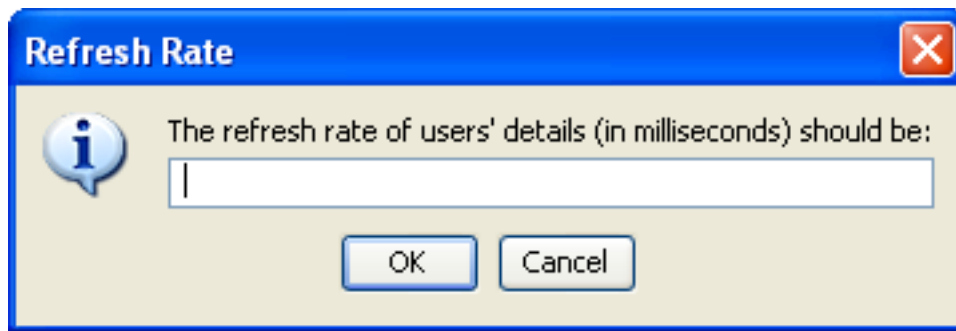 Refresh Rate
The refresh rate of users' details (in milliseconds) should be:
OK Cancel